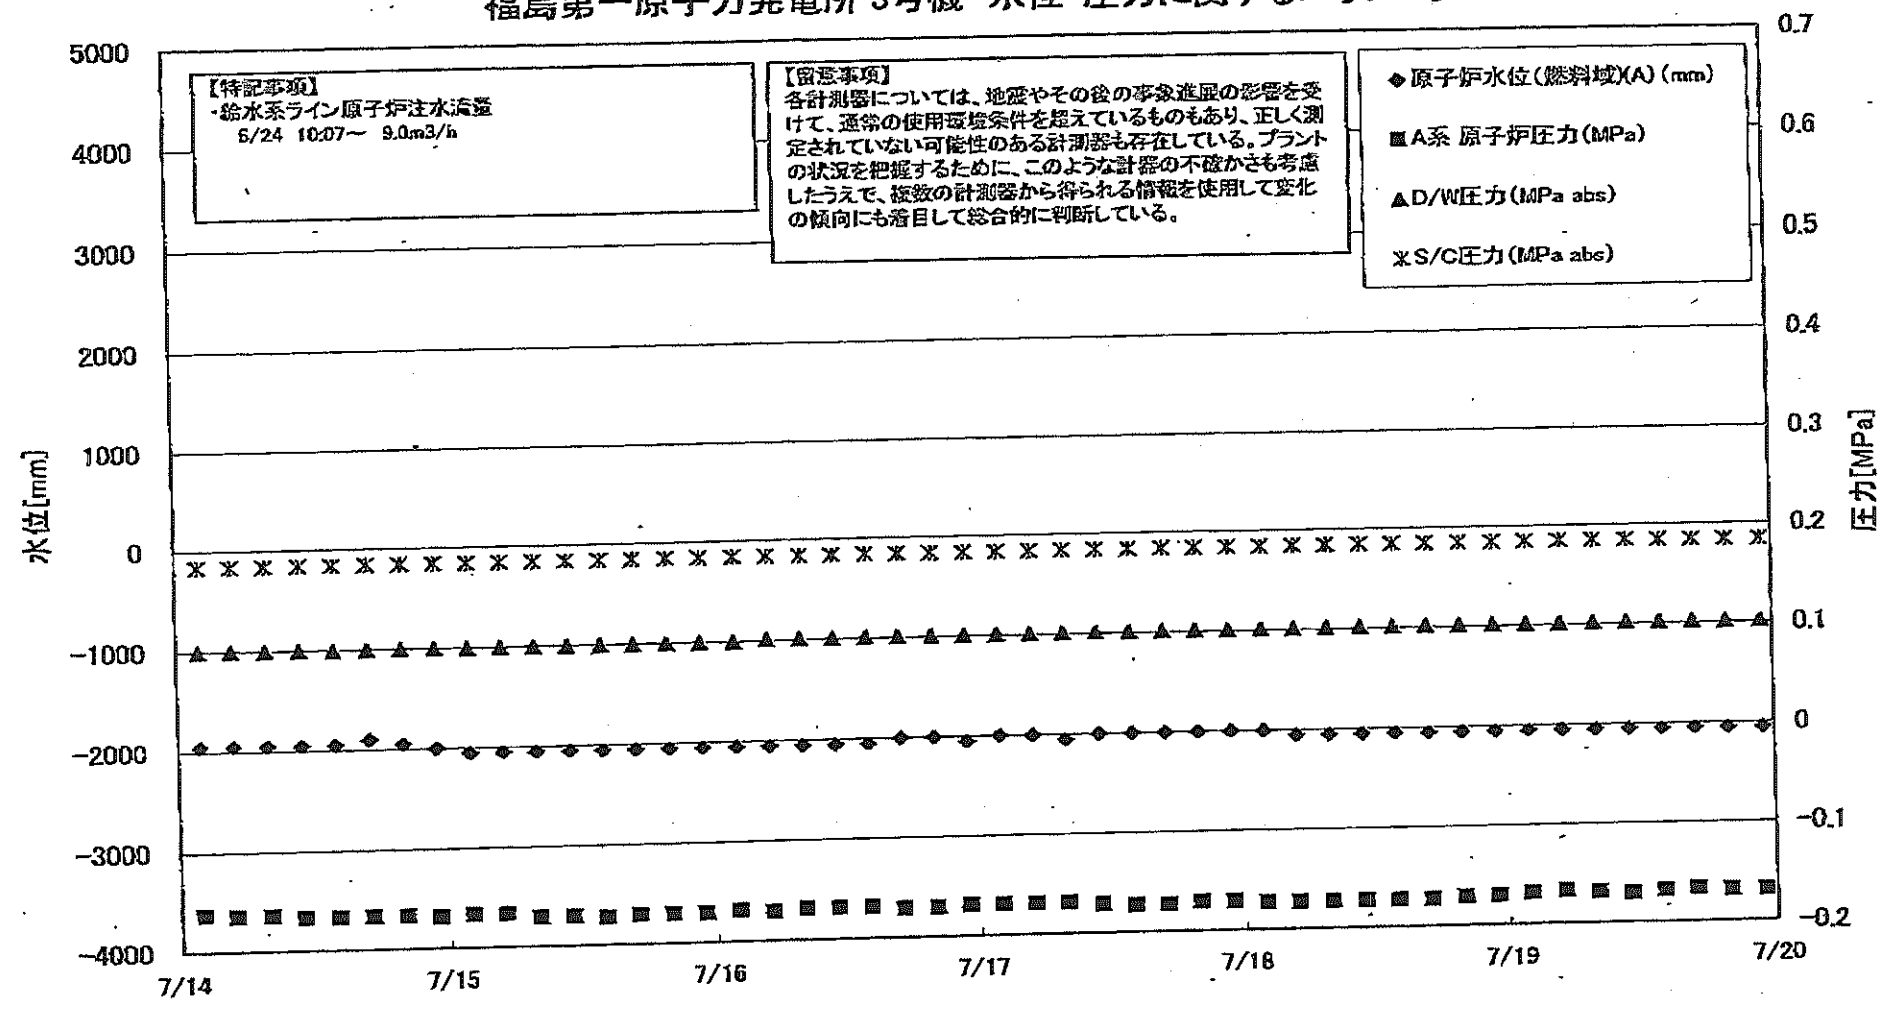 福島第一原子力発電所 3号機 水位・圧力に関する
【特記事項】
・給水系ライン原子炉注水流量
6/24 10:07～ 9.0m3/h
【留意事項】
各計測器については、地震やその後の事象進展の影響を受
けて、通常の使用環境条件を超えているものもあり、正しく測
定されていない可能性のある計測器も存在している。プラント
の状況を把握するために、このような計器の不確かさも考慮
したうえで、複数の計測器から得られる情報を使用して変化
の傾向にも着目して総合的に判断している。
◆原子炉水位(燃料域)(A)(mm)
■A系 原子炉圧力(MPa)
▲D/W圧力(MPa abs)
S/C圧力(MPa abs)
水位[mm]
5000
4000
3000
2000
1000
0
-1000
-2000
-3000
-4000
圧力[MPa]
0.7
0.6
0.5
0.4
0.3
0.2
0.1
0
-0.1
-0.2
7/14
7/15
7/16
7/17
7/18
7/19
7/20